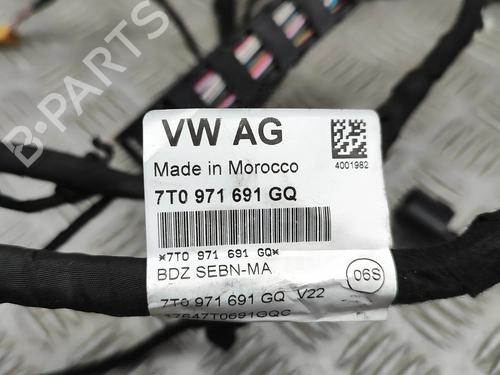 B-PARTS
VW AG
Made in Morocco
4001982
7T0 971 691 GQ
*7T0 971 691 GQ*
BDZ SEBN-MA
06S
7T0 971 691 GQ V22